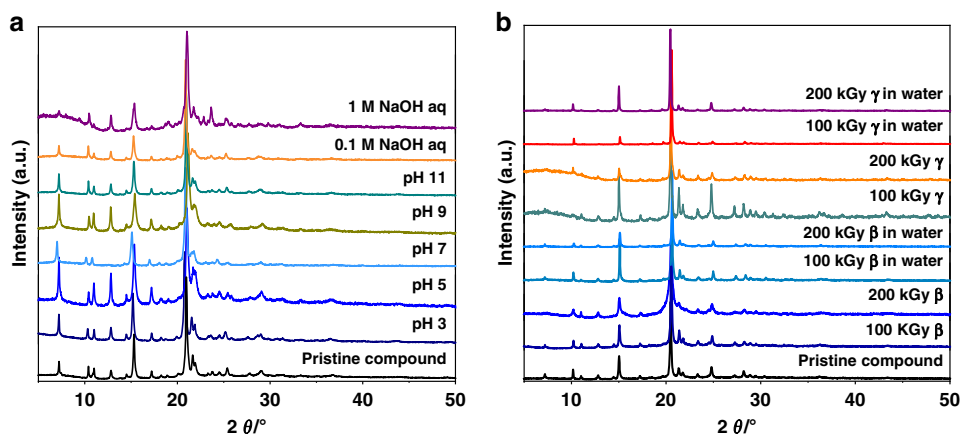 a
Intensity (a.u.)
1 M NaOH aq
0.1 M NaOH aq
pH 11
pH 9
pH 7
pH 5
pH 3
Pristine compound
10 20 30 40 50
2 θ/°
b
Intensity (a.u.)
200 kGy γ in water
100 kGy γ in water
200 kGy γ
100 kGy γ
200 kGy β in water
100 kGy β in water
200 kGy β
100 KGy β
Pristine compound
10 20 30 40 50
2 θ/°